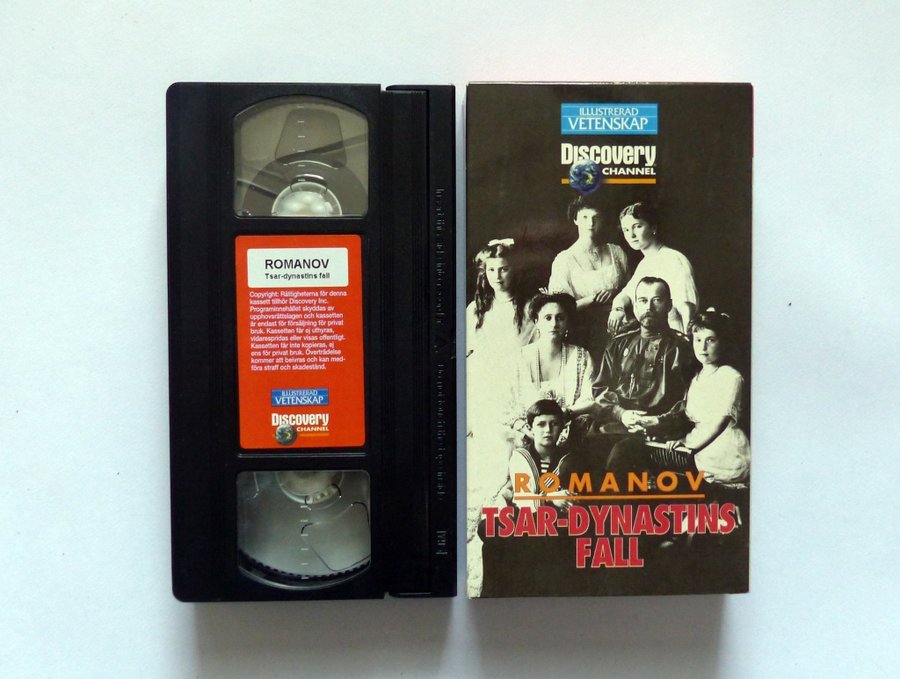 ROMANOV
Tsar-dynastins fall
Copyright: Rättigheterna för denna
kassett tillhör Discovery Inc.
Programinnehållet skyddas av
upphovsrättslagen och kassetten
är endast för försäljning för privat
bruk. Kassetten får ej uthyras,
vidarespridas eller visas offentligt.
Kassetten får inte kopieras, ej
ens för privat bruk. Överträdelse
kommer att beivras och kan med-
föra straff och skadestånd.
ILLUSTRERAD
VETENSKAP
DISCOVERY
CHANNEL
ILLUSTRERAD
VETENSKAP
DISCOVERY
CHANNEL
ROMANOV
TSAR-DYNASTINS
FALL